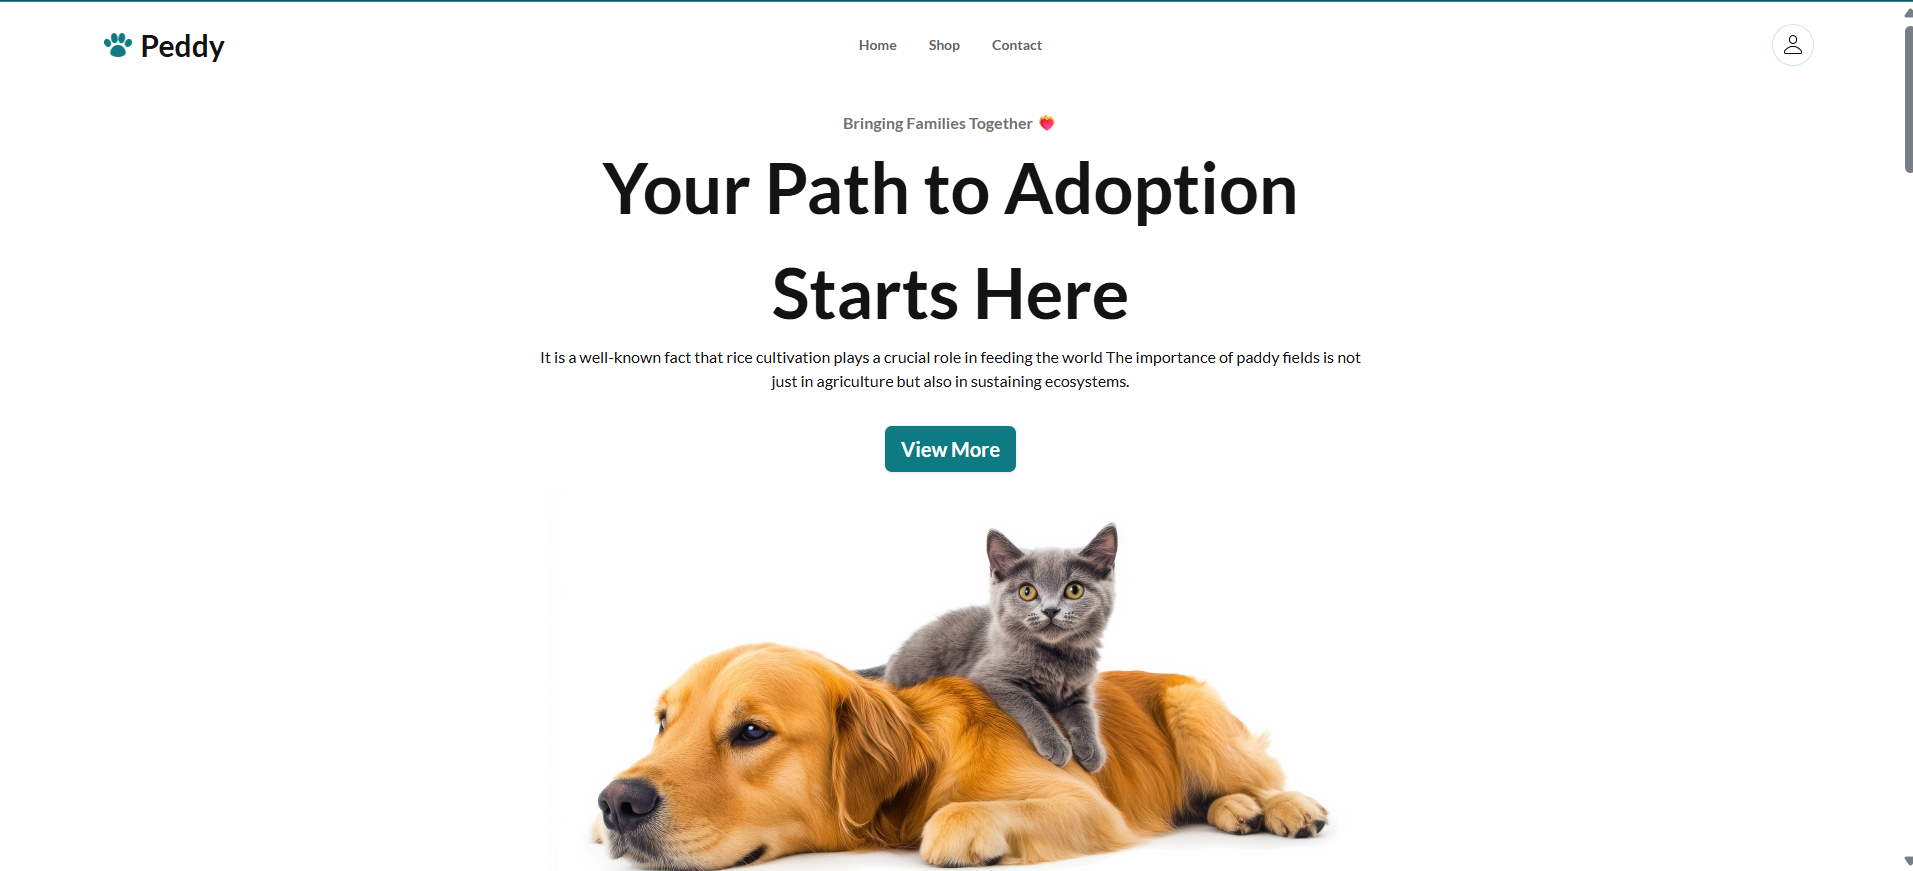 Peddy
Home Shop Contact
Bringing Families Together 💝
Your Path to Adoption
Starts Here
It is a well-known fact that rice cultivation plays a crucial role in feeding the world The importance of paddy fields is not
just in agriculture but also in sustaining ecosystems.
View More